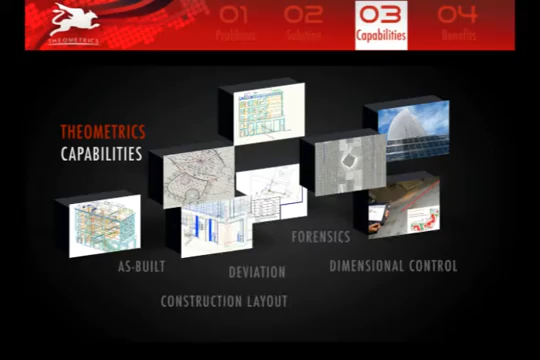 01 02 03 04
Problems Solution Capabilities Benefits
THEOMETRICS
THEOMETRICS
CAPABILITIES
FORENSICS
AS-BUILT
DEVIATION
DIMENSIONAL CONTROL
CONSTRUCTION LAYOUT